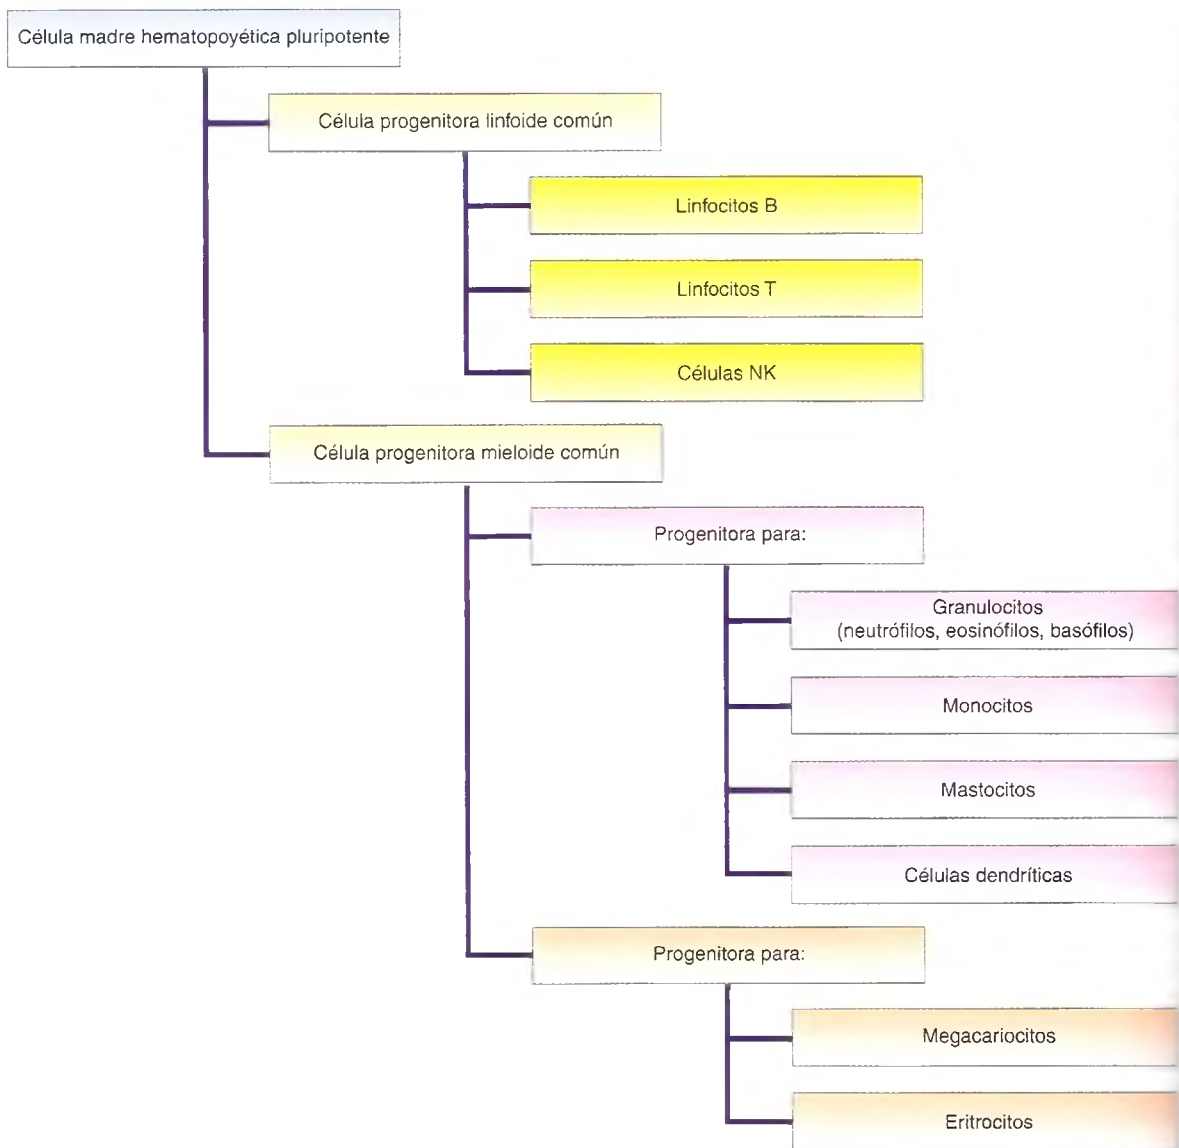 Célula madre hematopoyética pluripotente
Célula progenitora linfoide común
Linfocitos B
Linfocitos T
Células NK
Célula progenitora mieloide común
Progenitora para:
Granulocitos
(neutrófilos, eosinófilos, basófilos)
Monocitos
Mastocitos
Células dendríticas
Progenitora para:
Megacariocitos
Eritrocitos